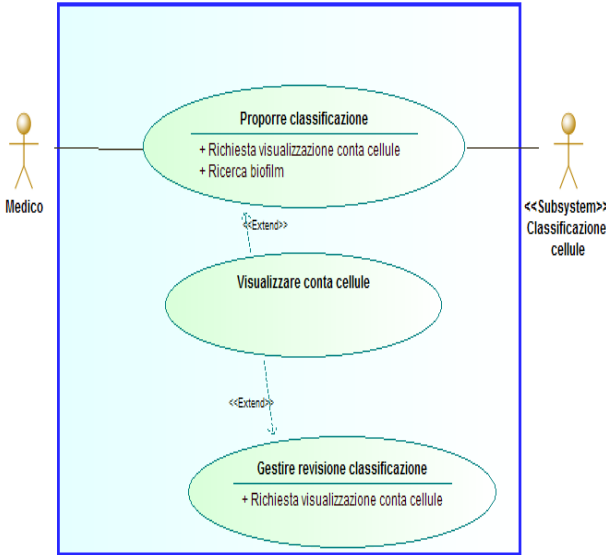 Proporre classificazione
+ Richiesta visualizzazione conta cellule
+ Ricerca biofilm
Medico
<<Subsystem>>
Classificazione
cellule
<<Extend>>
Visualizzare conta cellule
<<Extend>>
Gestire revisione classificazione
+ Richiesta visualizzazione conta cellule